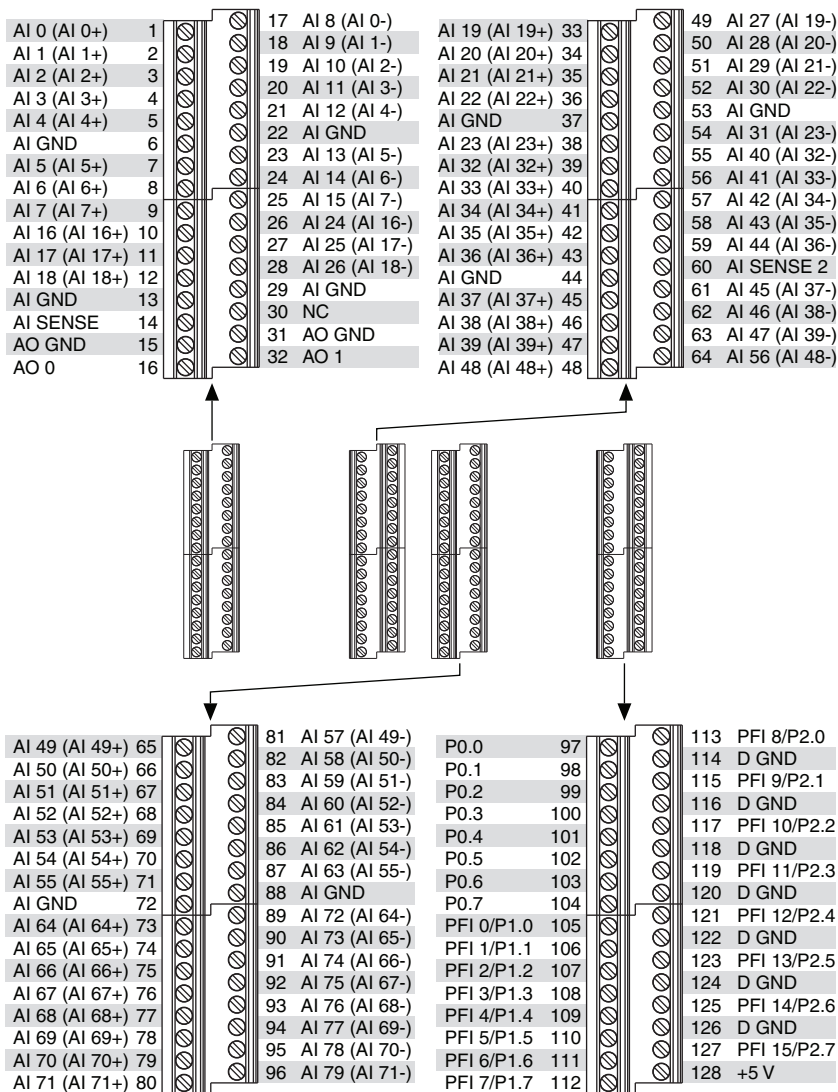 AI 0 (AI 0+) 1
AI 1 (AI 1+) 2
AI 2 (AI 2+) 3
AI 3 (AI 3+) 4
AI 4 (AI 4+) 5
AI GND 6
AI 5 (AI 5+) 7
AI 6 (AI 6+) 8
AI 7 (AI 7+) 9
AI 16 (AI 16+) 10
AI 17 (AI 17+) 11
AI 18 (AI 18+) 12
AI GND 13
AI SENSE 14
AO GND 15
AO 0 16
17 AI 8 (AI 0-)
18 AI 9 (AI 1-)
19 AI 10 (AI 2-)
20 AI 11 (AI 3-)
21 AI 12 (AI 4-)
22 AI GND
23 AI 13 (AI 5-)
24 AI 14 (AI 6-)
25 AI 15 (AI 7-)
26 AI 24 (AI 16-)
27 AI 25 (AI 17-)
28 AI 26 (AI 18-)
29 AI GND
30 NC
31 AO GND
32 AO 1
AI 19 (AI 19+) 33
AI 20 (AI 20+) 34
AI 21 (AI 21+) 35
AI 22 (AI 22+) 36
AI GND 37
AI 23 (AI 23+) 38
AI 32 (AI 32+) 39
AI 33 (AI 33+) 40
AI 34 (AI 34+) 41
AI 35 (AI 35+) 42
AI 36 (AI 36+) 43
AI GND 44
AI 37 (AI 37+) 45
AI 38 (AI 38+) 46
AI 39 (AI 39+) 47
AI 48 (AI 48+) 48
49 AI 27 (AI 19-)
50 AI 28 (AI 20-)
51 AI 29 (AI 21-)
52 AI 30 (AI 22-)
53 AI GND
54 AI 31 (AI 23-)
55 AI 40 (AI 32-)
56 AI 41 (AI 33-)
57 AI 42 (AI 34-)
58 AI 43 (AI 35-)
59 AI 44 (AI 36-)
60 AI SENSE 2
61 AI 45 (AI 37-)
62 AI 46 (AI 38-)
63 AI 47 (AI 39-)
64 AI 56 (AI 48-)
AI 49 (AI 49+) 65
AI 50 (AI 50+) 66
AI 51 (AI 51+) 67
AI 52 (AI 52+) 68
AI 53 (AI 53+) 69
AI 54 (AI 54+) 70
AI 55 (AI 55+) 71
AI GND 72
AI 64 (AI 64+) 73
AI 65 (AI 65+) 74
AI 66 (AI 66+) 75
AI 67 (AI 67+) 76
AI 68 (AI 68+) 77
AI 69 (AI 69+) 78
AI 70 (AI 70+) 79
AI 71 (AI 71+) 80
81 AI 57 (AI 49-)
82 AI 58 (AI 50-)
83 AI 59 (AI 51-)
84 AI 60 (AI 52-)
85 AI 61 (AI 53-)
86 AI 62 (AI 54-)
87 AI 63 (AI 55-)
88 AI GND
89 AI 72 (AI 64-)
90 AI 73 (AI 65-)
91 AI 74 (AI 66-)
92 AI 75 (AI 67-)
93 AI 76 (AI 68-)
94 AI 77 (AI 69-)
95 AI 78 (AI 70-)
96 AI 79 (AI 71-)
P0.0 97
P0.1 98
P0.2 99
P0.3 100
P0.4 101
P0.5 102
P0.6 103
P0.7 104
PFI 0/P1.0 105
PFI 1/P1.1 106
PFI 2/P1.2 107
PFI 3/P1.3 108
PFI 4/P1.4 109
PFI 5/P1.5 110
PFI 6/P1.6 111
PFI 7/P1.7 112
113 PFI 8/P2.0
114 D GND
115 PFI 9/P2.1
116 D GND
117 PFI 10/P2.2
118 D GND
119 PFI 11/P2.3
120 D GND
121 PFI 12/P2.4
122 D GND
123 PFI 13/P2.5
124 D GND
125 PFI 14/P2.6
126 D GND
127 PFI 15/P2.7
128 +5 V